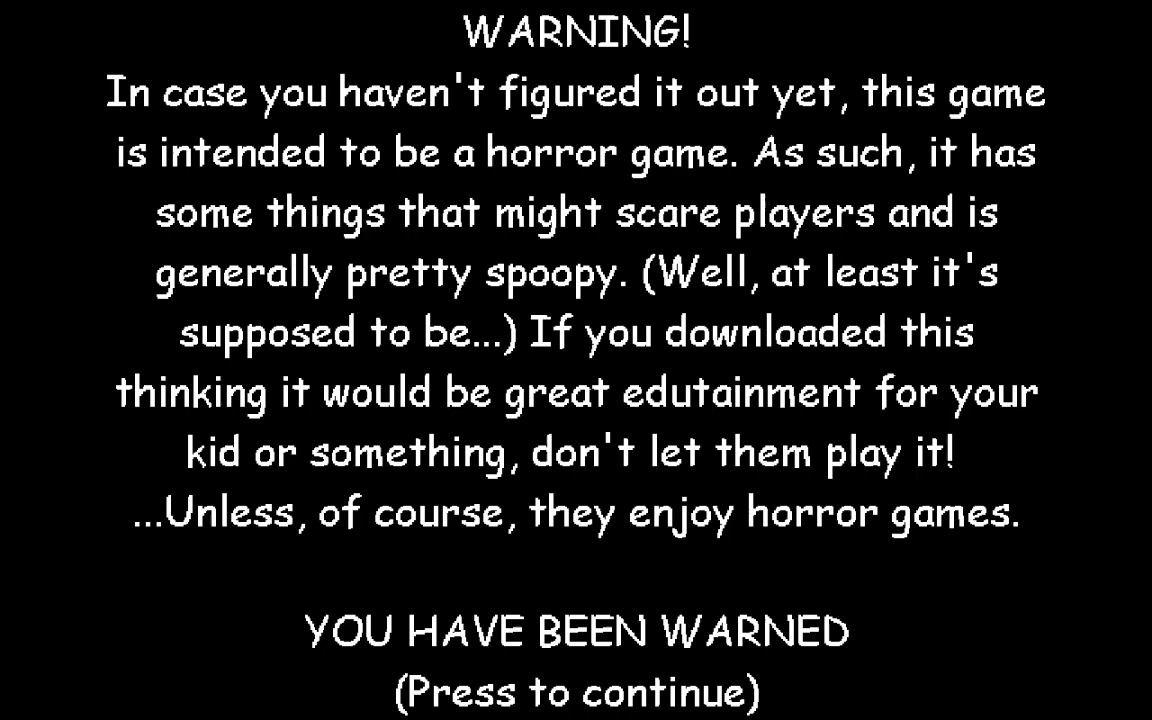 WARNING!
In case you haven't figured it out yet, this game
is intended to be a horror game. As such, it has
some things that might scare players and is
generally pretty spoopy. (Well, at least it's
supposed to be...) If you downloaded this
thinking it would be great edutainment for your
kid or something, don't let them play it!
...Unless, of course, they enjoy horror games.
YOU HAVE BEEN WARNED
(Press to continue)